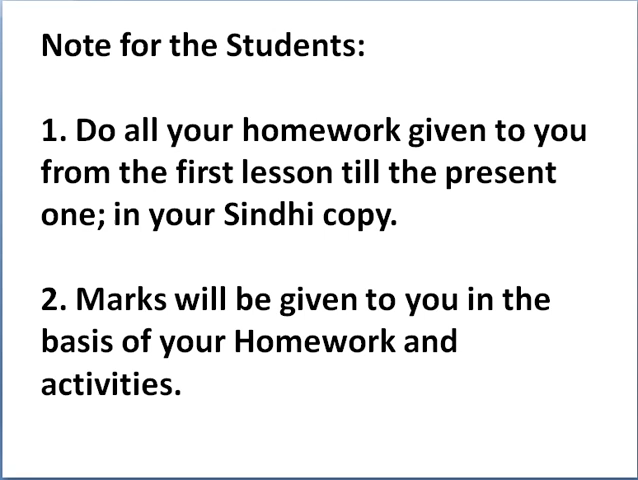 Note for the Students:
1. Do all your homework given to you
from the first lesson till the present
one; in your Sindhi copy.
2. Marks will be given to you in the
basis of your Homework and
activities.